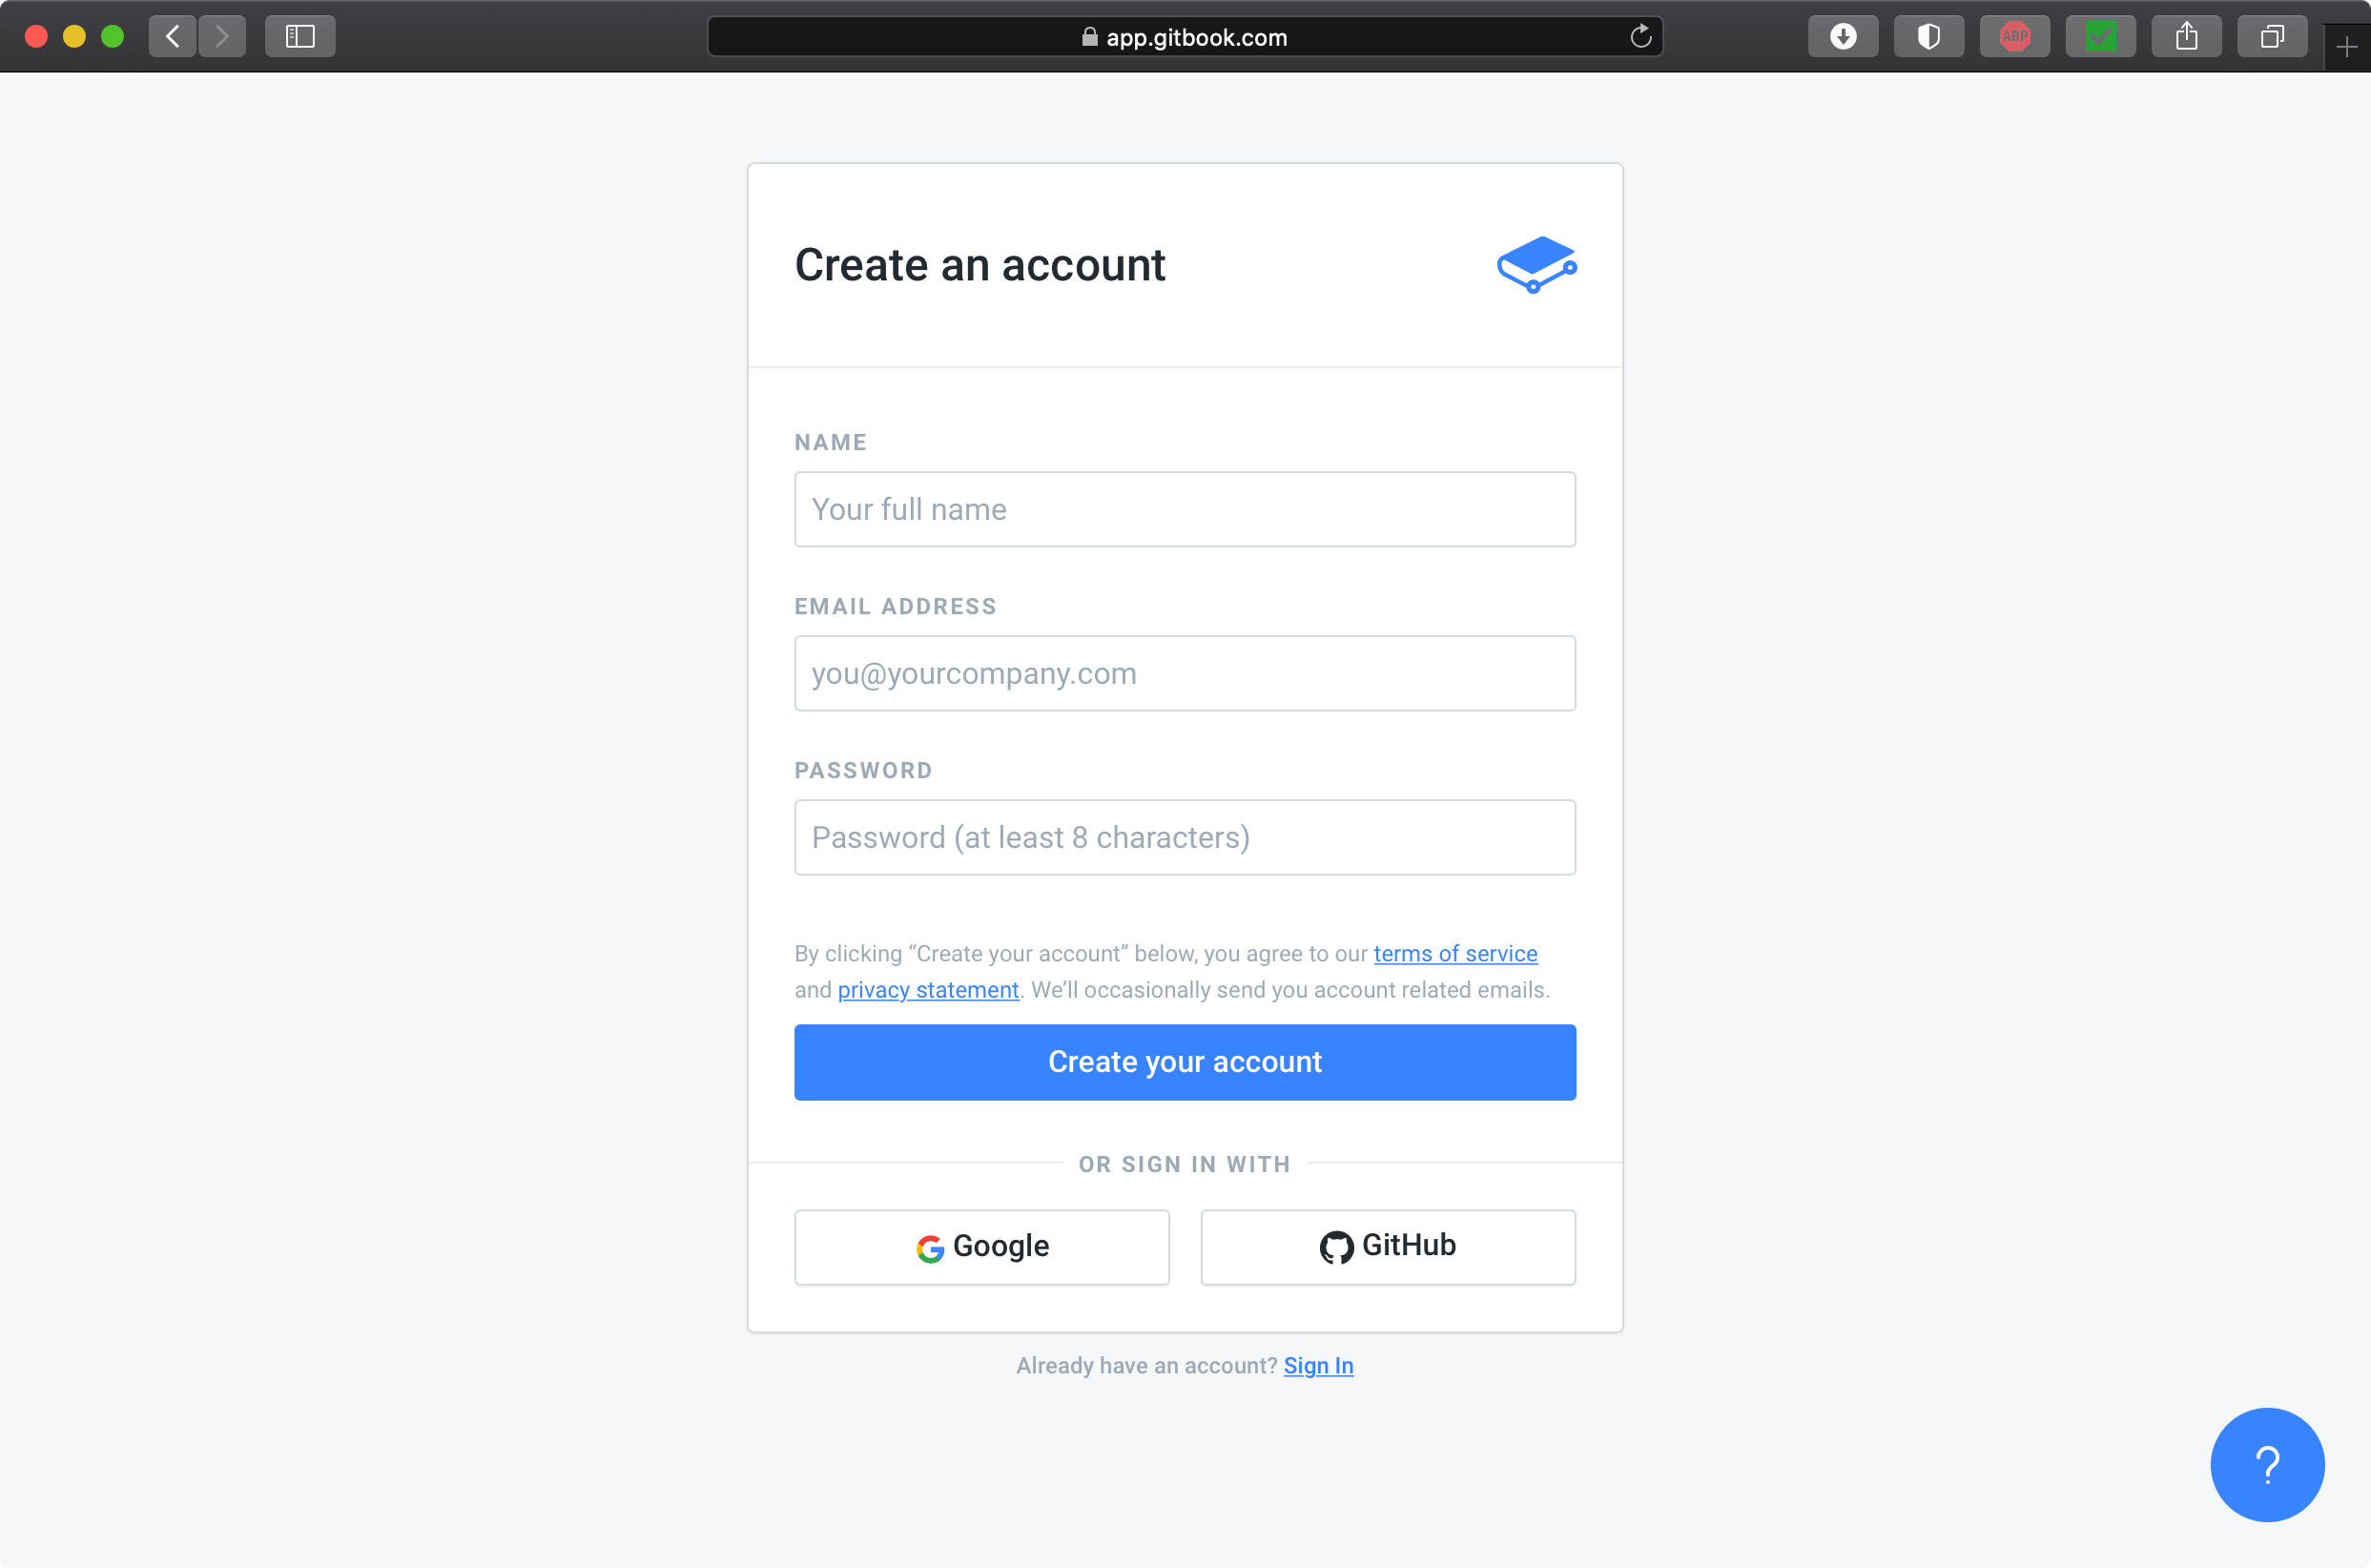 app.gitbook.com
ABP
Create an account
NAME
Your full name
EMAIL ADDRESS
you@yourcompany.com
PASSWORD
Password (at least 8 characters)
By clicking “Create your account” below, you agree to our terms of service
and privacy statement. We’ll occasionally send you account related emails.
Create your account
OR SIGN IN WITH
Google
GitHub
Already have an account? Sign In
?